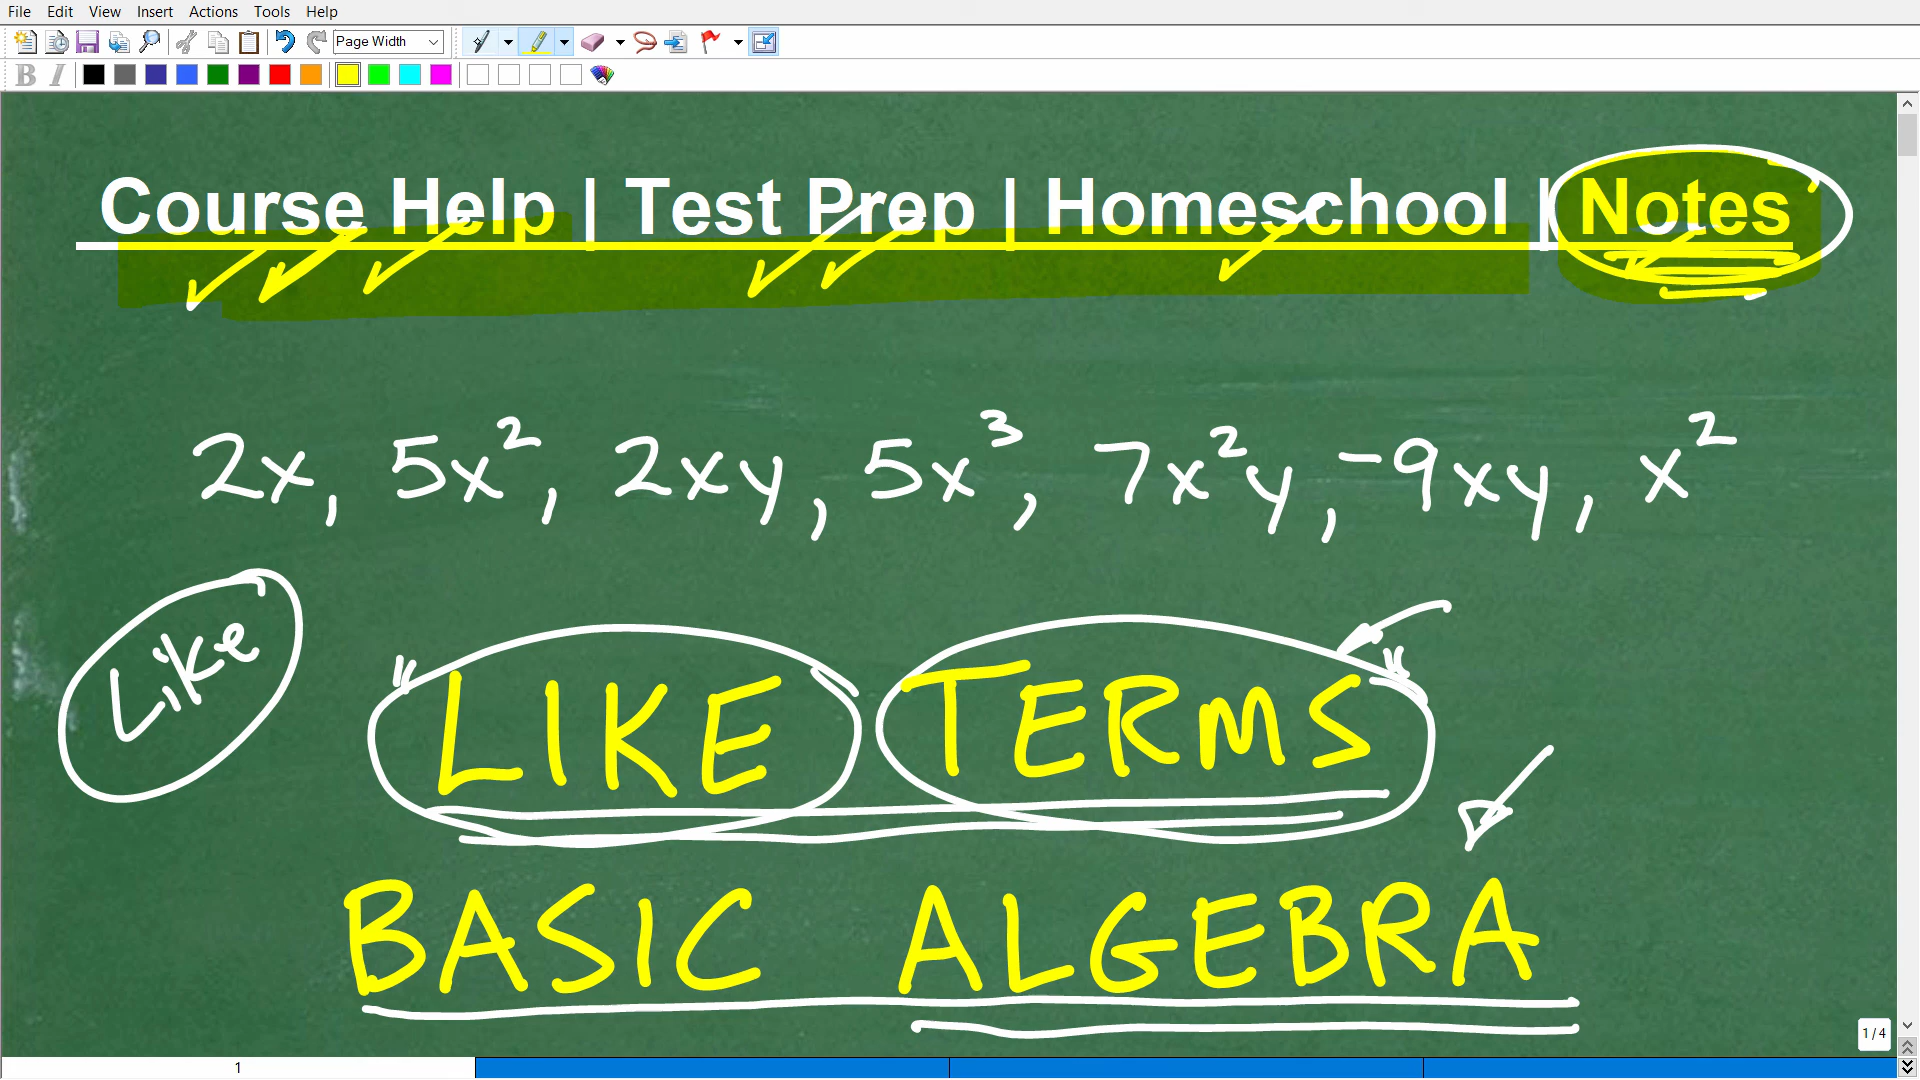 File Edit View Insert Actions Tools Help
Page Width
B I
Course Help | Test Prep | Homeschool | Notes
2x, 5x², 2xy, 5x³, 7x²y, -9xy, x²
Like
"LIKE TERMS"
BASIC ALGEBRA
1 / 4
1